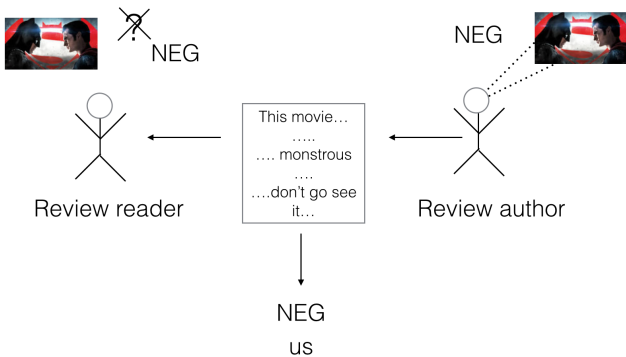 ?
NEG
NEG
This movie…
…..
…. monstrous
….
….don't go see
it…
Review reader
Review author
NEG
us